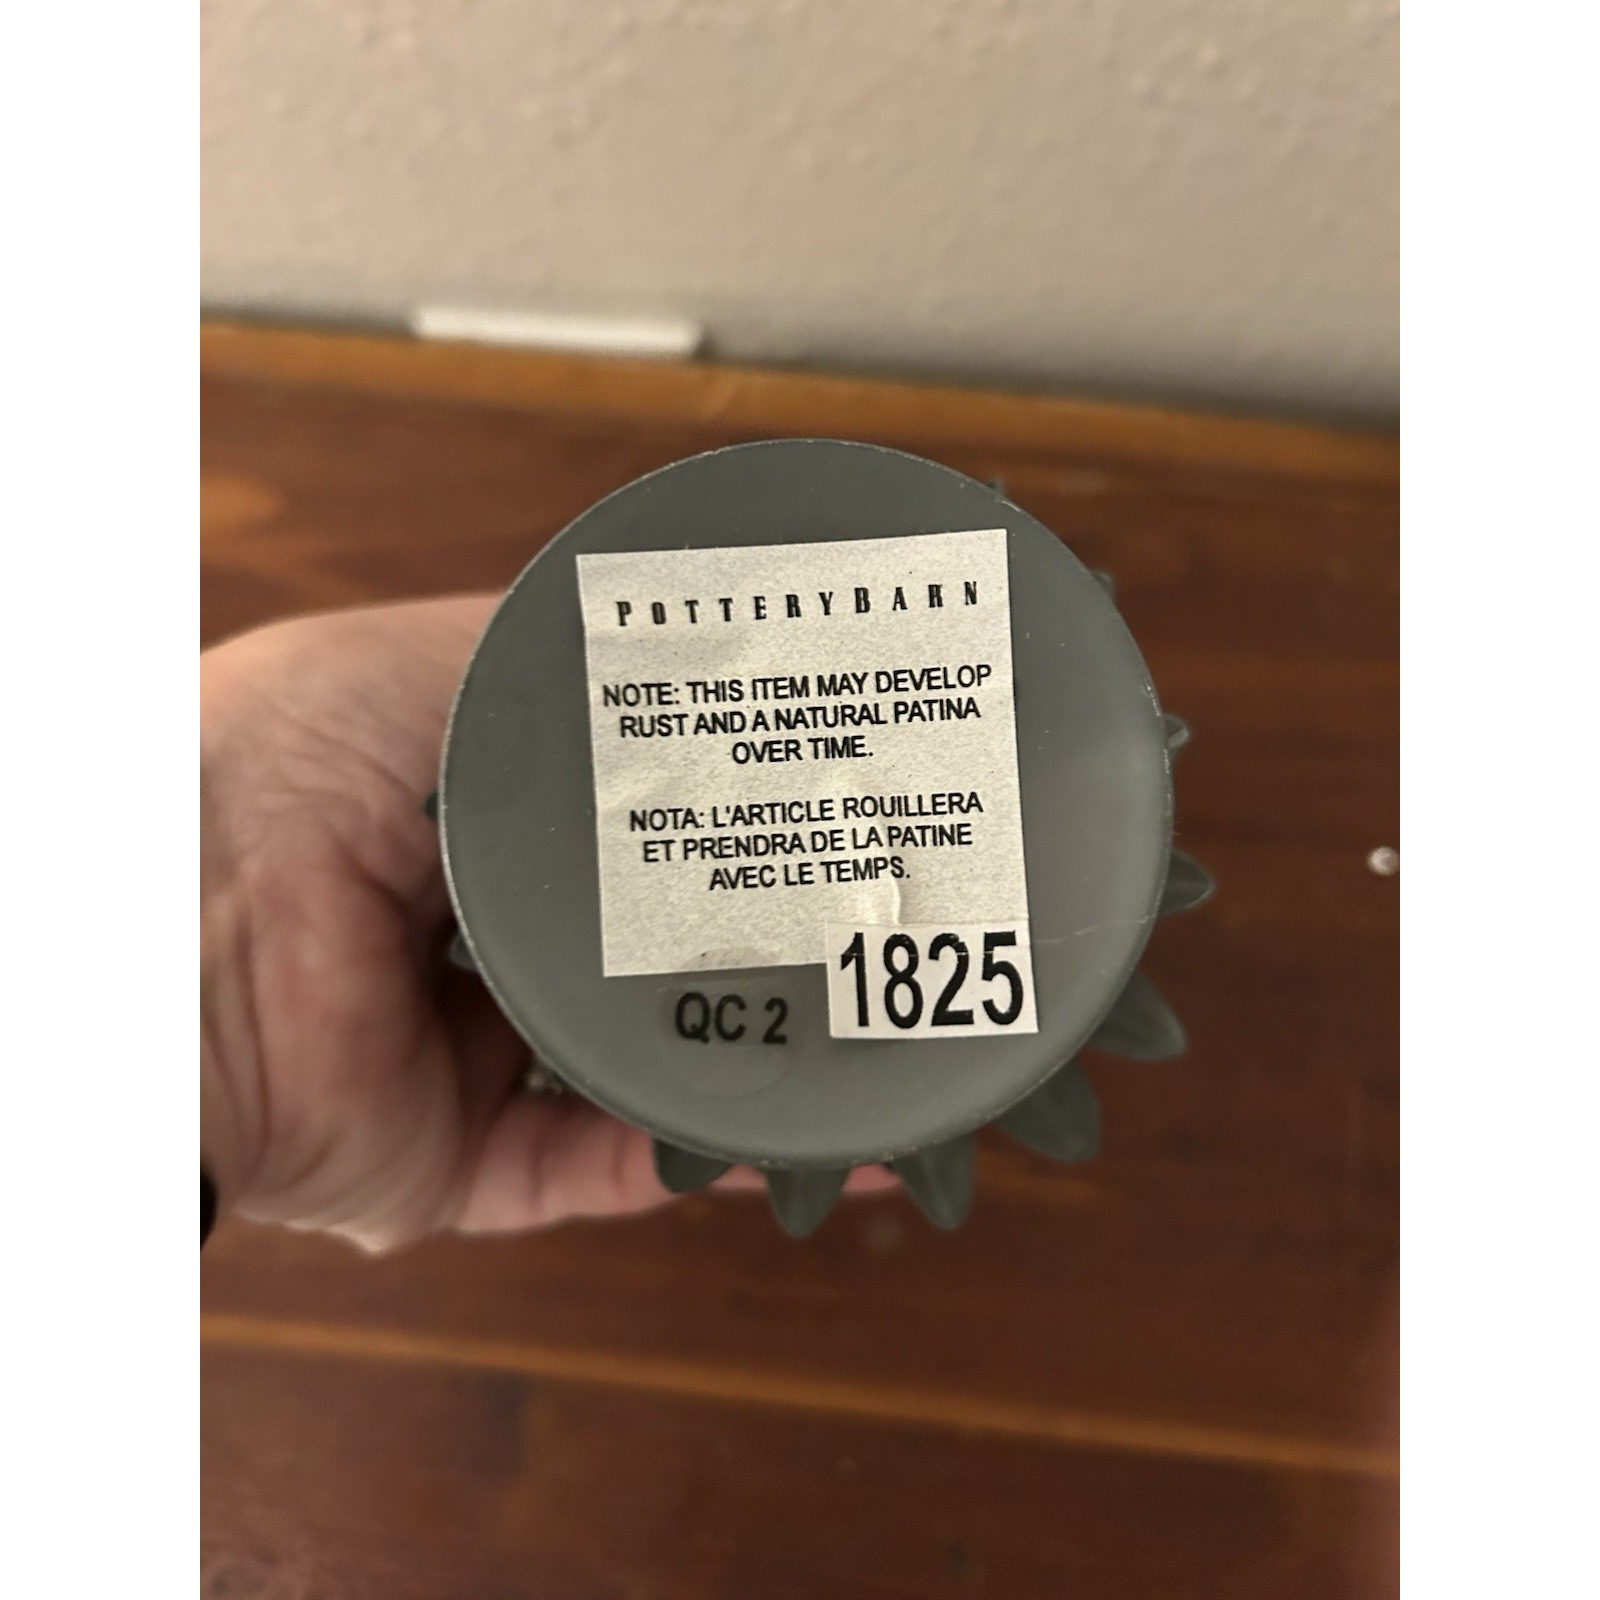 POTTERYBARN
NOTE: THIS ITEM MAY DEVELOP
RUST AND A NATURAL PATINA
OVER TIME.
NOTA: L'ARTICLE ROUILLERA
ET PRENDRA DE LA PATINE
AVEC LE TEMPS.
1825
QC 2